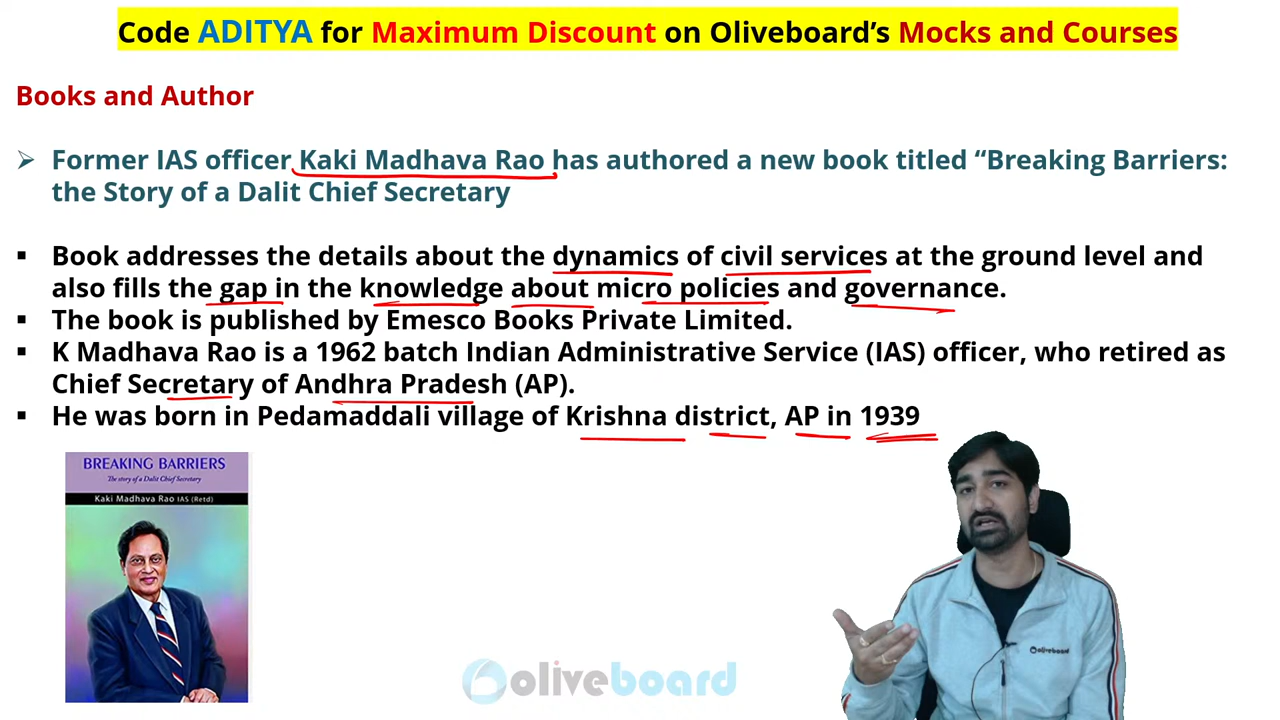 Code ADITYA for Maximum Discount on Oliveboard’s Mocks and Courses
Books and Author
Former IAS officer Kaki Madhava Rao has authored a new book titled “Breaking Barriers:
the Story of a Dalit Chief Secretary
Book addresses the details about the dynamics of civil services at the ground level and
also fills the gap in the knowledge about micro policies and governance.
The book is published by Emesco Books Private Limited.
K Madhava Rao is a 1962 batch Indian Administrative Service (IAS) officer, who retired as
Chief Secretary of Andhra Pradesh (AP).
He was born in Pedamaddali village of Krishna district, AP in 1939
BREAKING BARRIERS
The story of a Dalit Chief Secretary
Kaki Madhava Rao IAS (Retd)
oliveboard
oliveboard